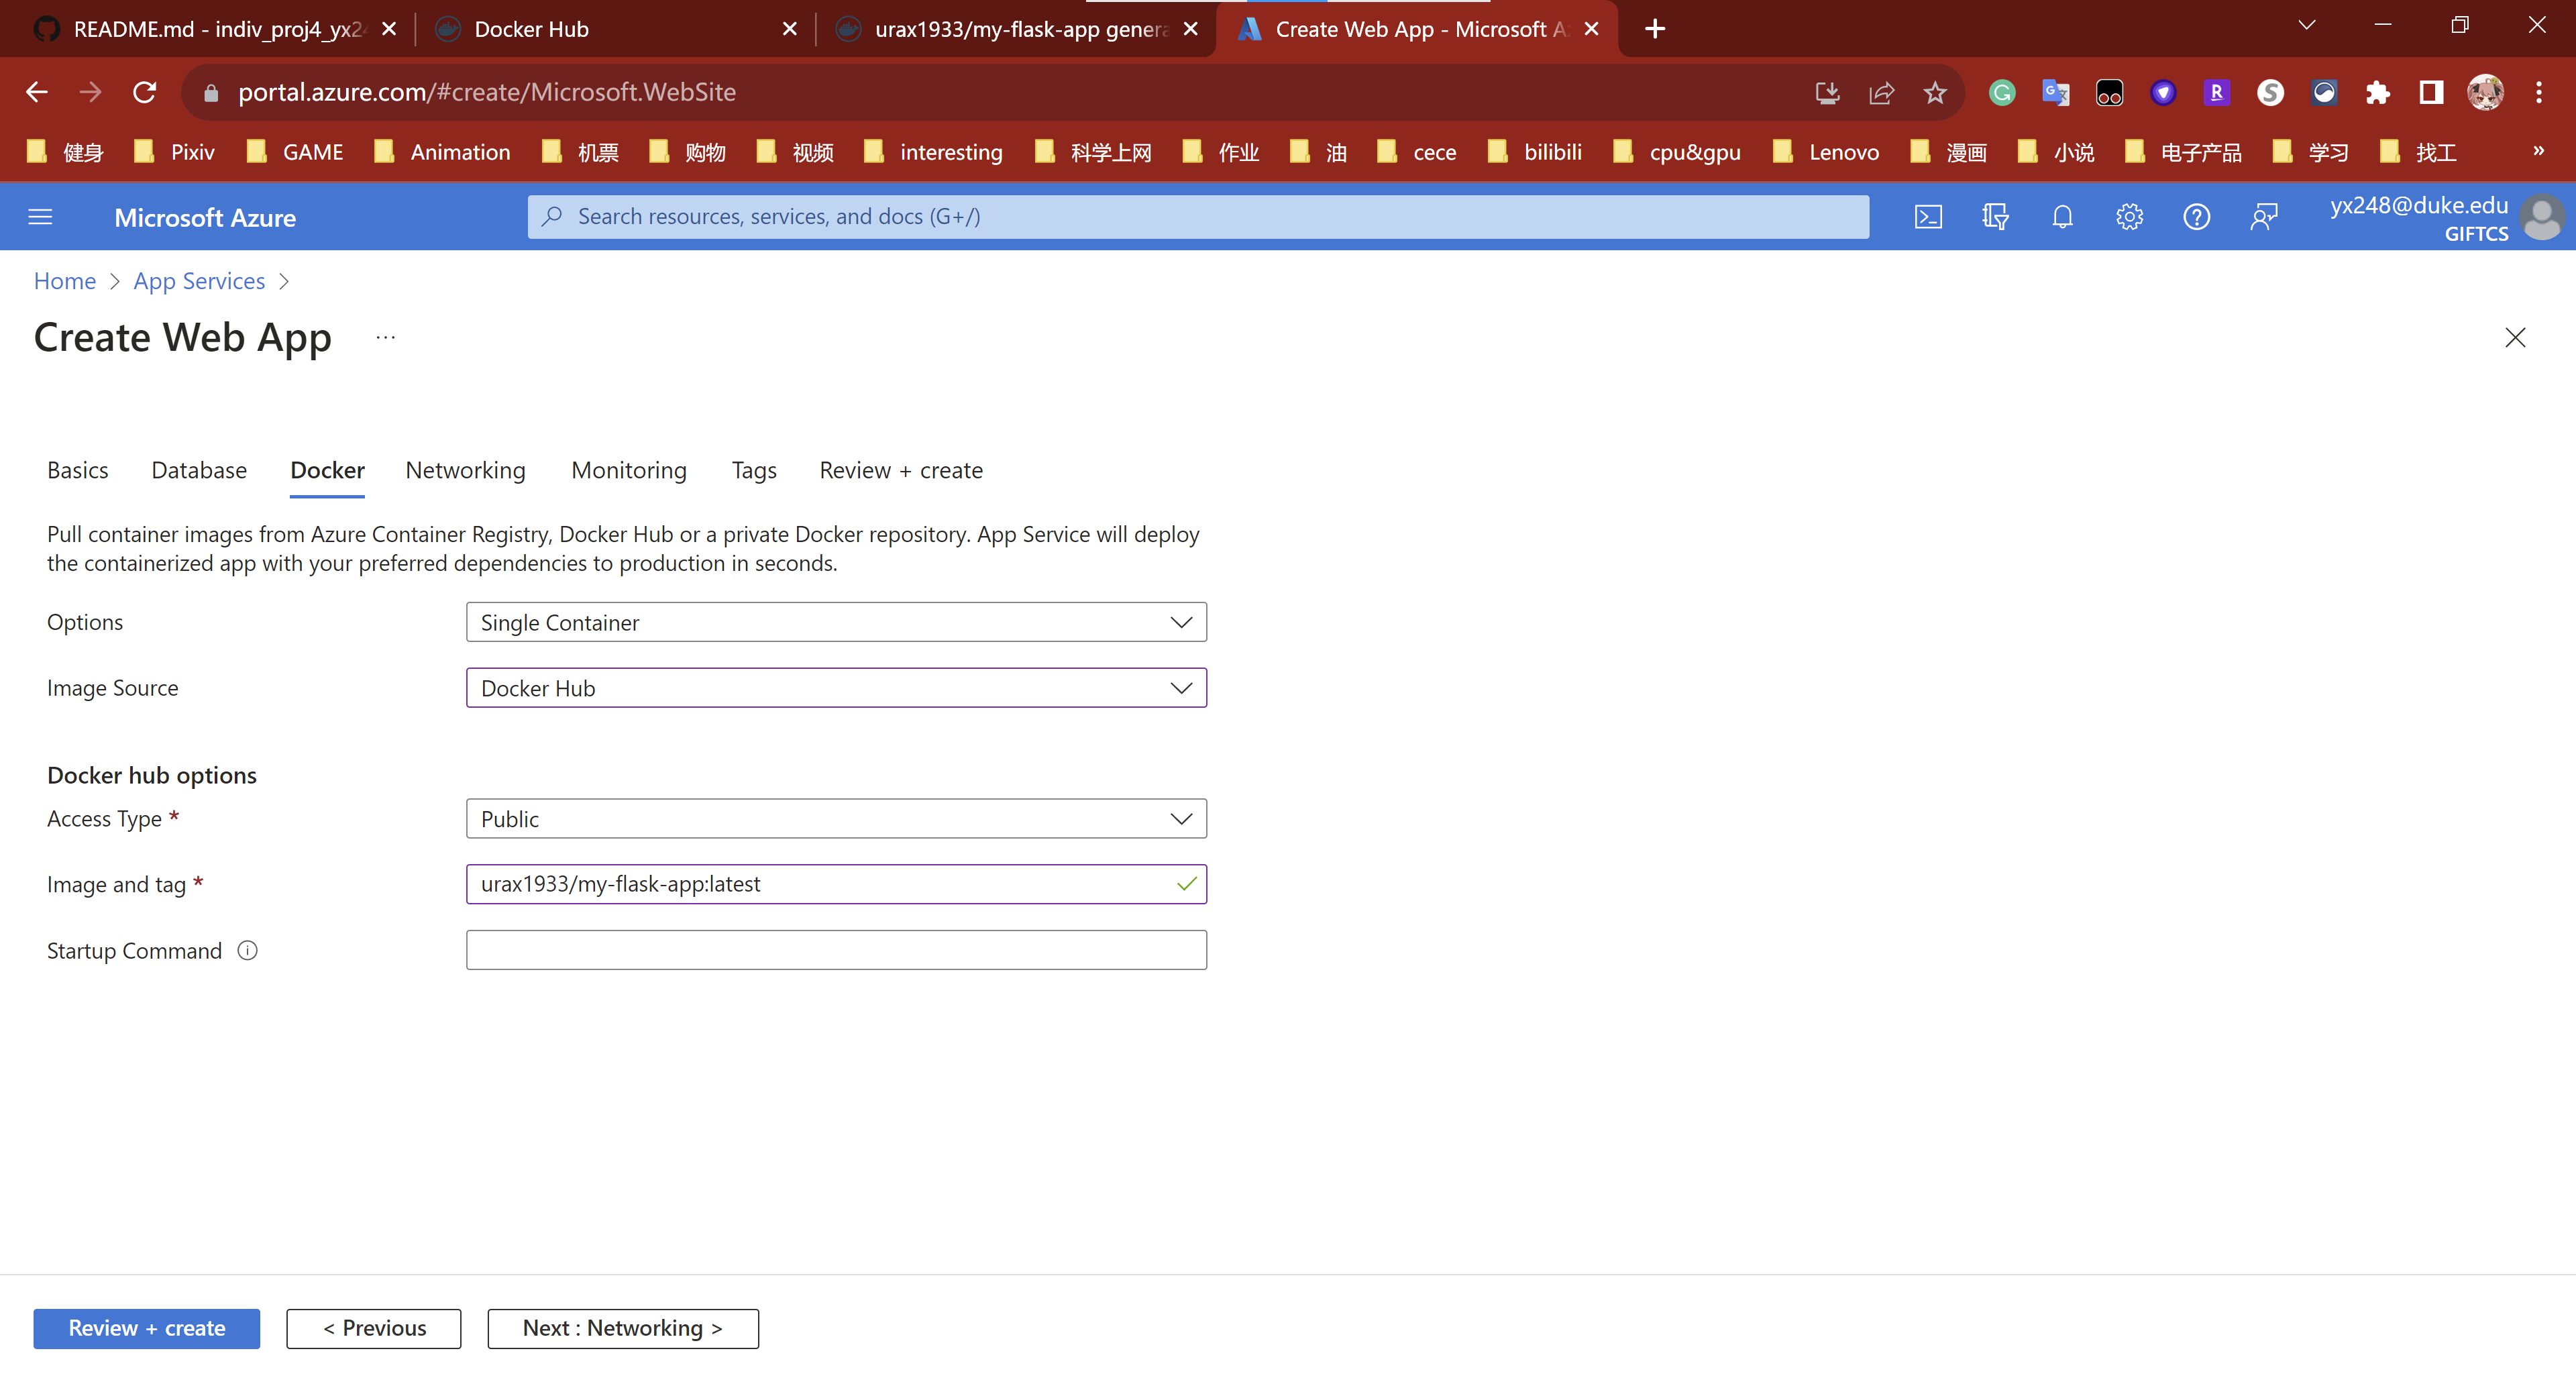 README.md - indiv_proj4_yx24
Docker Hub
urax1933/my-flask-app genera
Create Web App - Microsoft A
portal.azure.com/#create/Microsoft.WebSite
健身 Pixiv GAME Animation 机票 购物 视频 interesting 科学上网 作业 油 cece bilibili cpu&gpu Lenovo 漫画 小说 电子产品 学习 找工 »
Microsoft Azure
Search resources, services, and docs (G+/)
yx248@duke.edu
GIFTCS
Home > App Services >
Create Web App ...
Basics Database Docker Networking Monitoring Tags Review + create
Pull container images from Azure Container Registry, Docker Hub or a private Docker repository. App Service will deploy
the containerized app with your preferred dependencies to production in seconds.
Options Single Container
Image Source Docker Hub
Docker hub options
Access Type * Public
Image and tag * urax1933/my-flask-app:latest
Startup Command
Review + create < Previous Next : Networking >